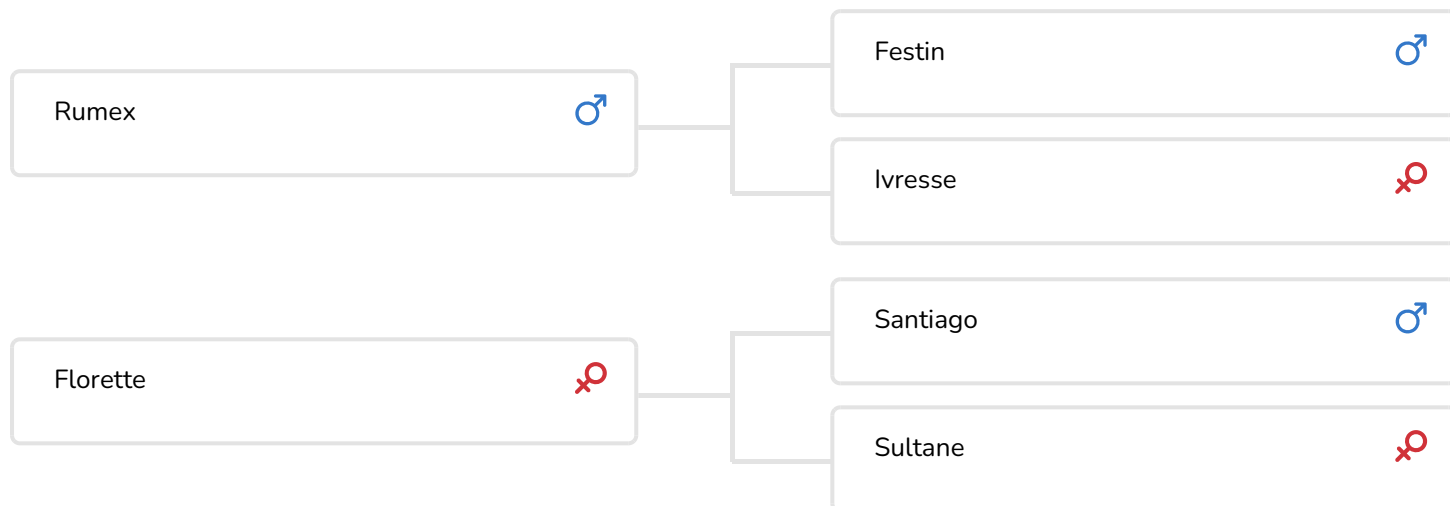 Festin
Rumex
Ivresse
Santiago
Florette
Sultane